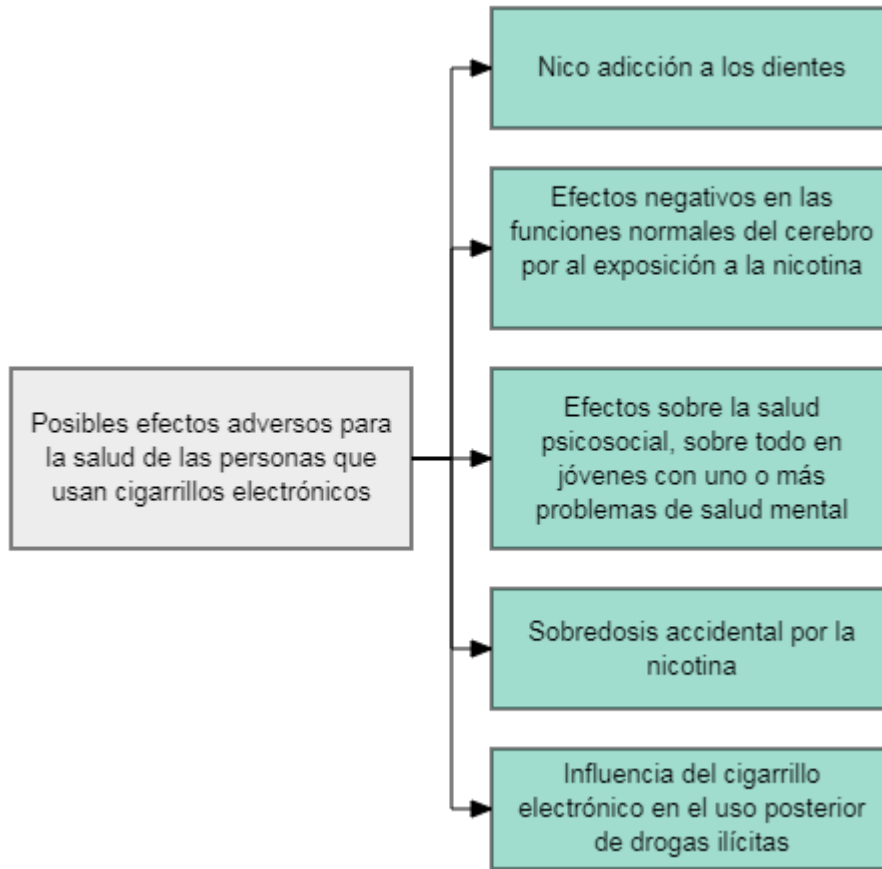 Nico adicción a los dientes
Efectos negativos en las
funciones normales del cerebro
por al exposición a la nicotina
Posibles efectos adversos para
la salud de las personas que
usan cigarrillos electrónicos
Efectos sobre la salud
psicosocial, sobre todo en
jóvenes con uno o más
problemas de salud mental
Sobredosis accidental por la
nicotina
Influencia del cigarrillo
electrónico en el uso posterior
de drogas ilícitas